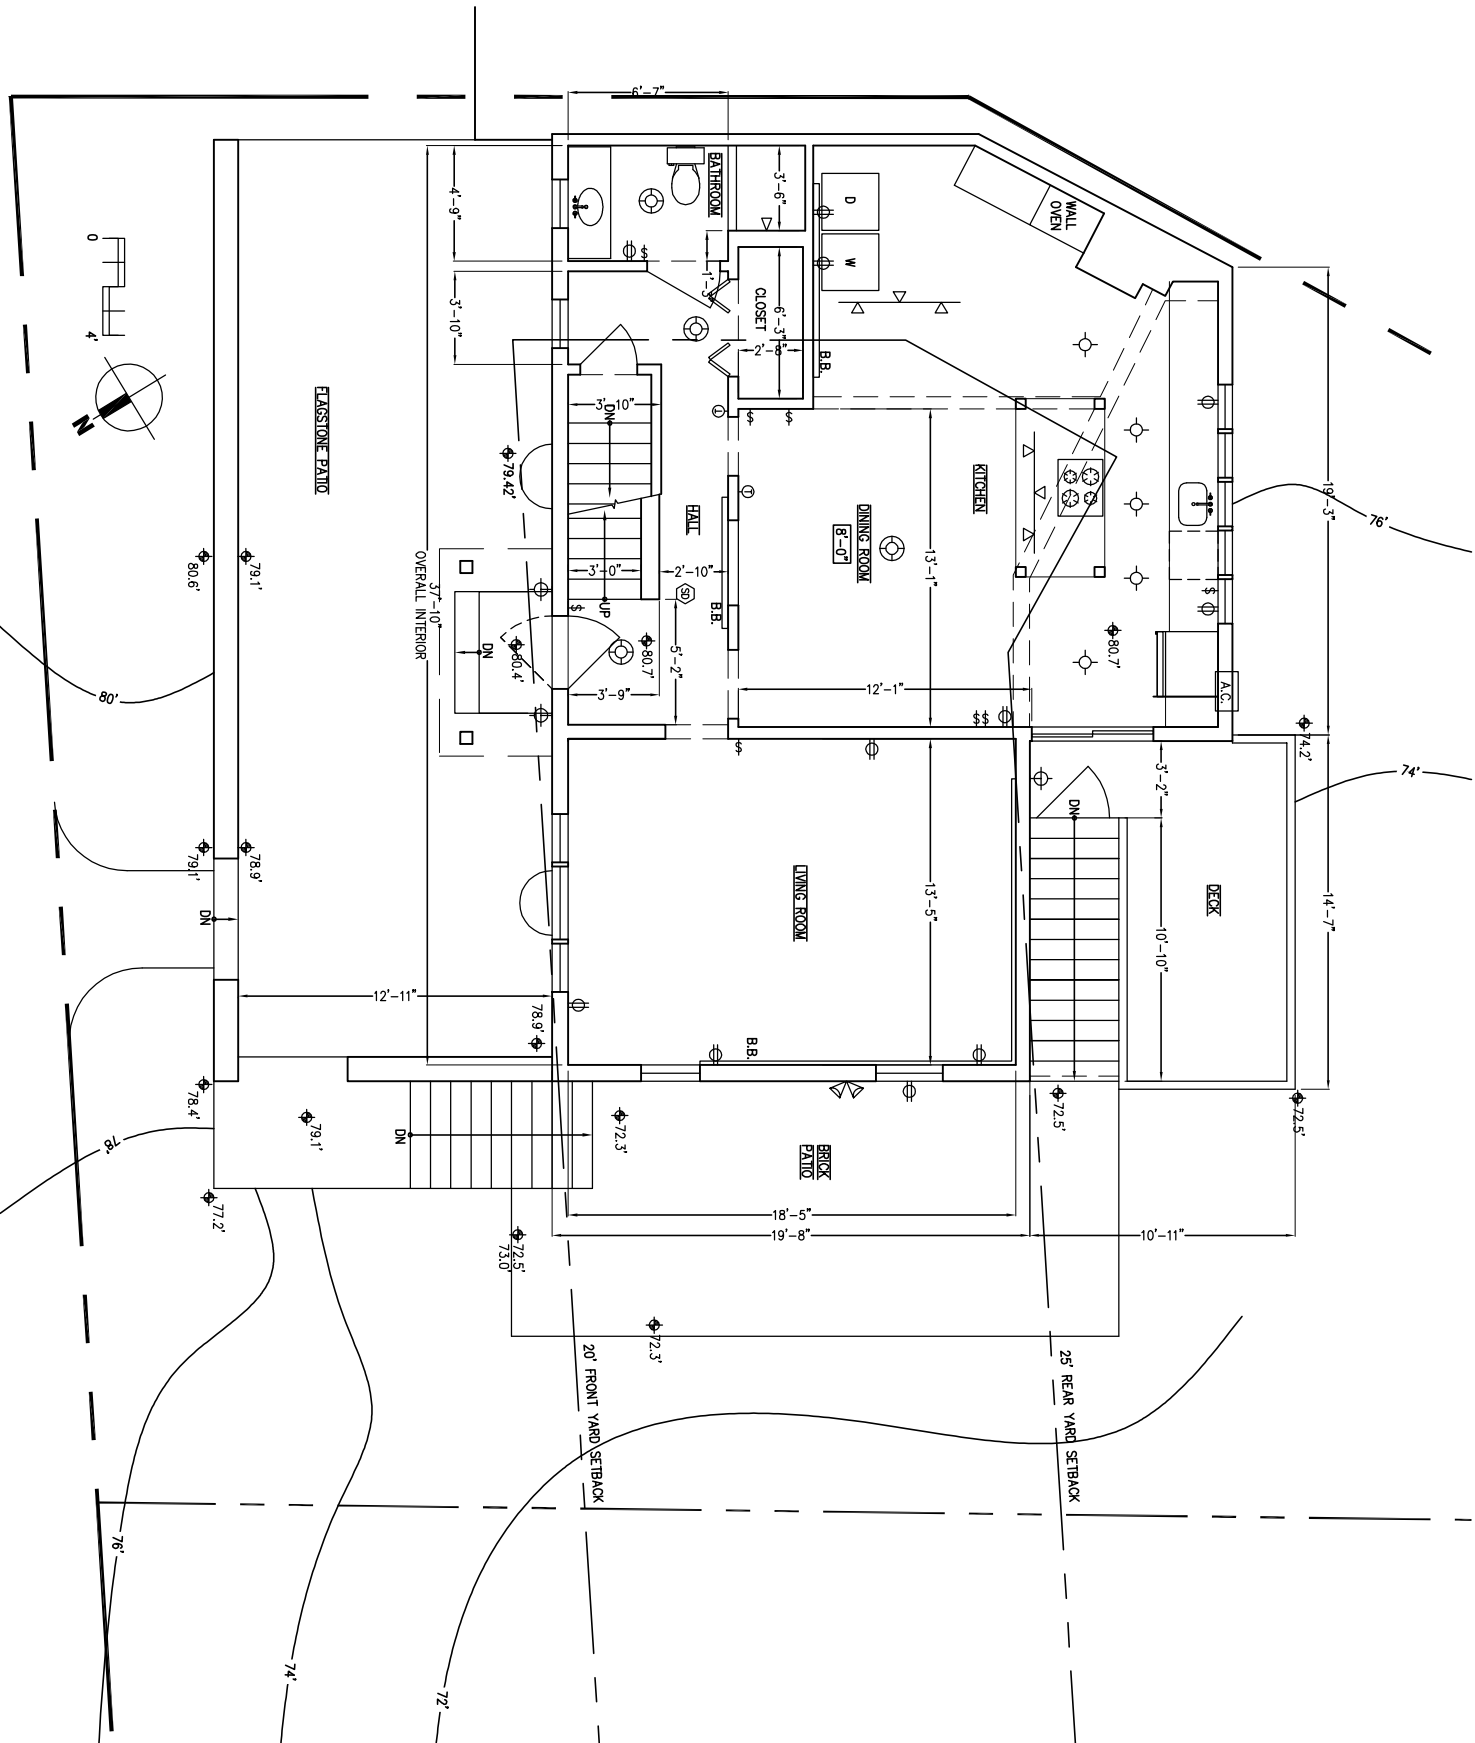 6'-7"
BATHROOM
3'-6"
4'-9"
1'-3"
D
W
WALL
OVEN
CLOSET
6'-3"
2'-8"
B.B.
3'-10"
3'-10"
DN
0
4'
N
FLAGSTONE PATIO
79.42'
HALL
KITCHEN
DINING ROOM
8'-0"
13'-1"
19'-3"
76'
79.1'
80.6'
37'-10"
OVERALL INTERIOR
3'-0"
2'-10"
SD
B.B.
UP
S
DN
80.4'
80.7'
5'-2"
3'-9"
12'-1"
80.7'
A.C.
$
$
$
$$
$
$
T
T
74.2'
80'
74'
3'-2"
DN
DECK
78.9'
79.1'
DN
LIVING ROOM
13'-5"
10'-10"
14'-7"
12'-11"
78.9'
B.B.
78.4'
79.1'
78'
DN
72.3'
BRICK
PATIO
72.5'
72.5'
77.2'
18'-5"
19'-8"
10'-11"
72.5'
73.0'
72.3'
20' FRONT YARD SETBACK
25' REAR YARD SETBACK
76'
74'
72'